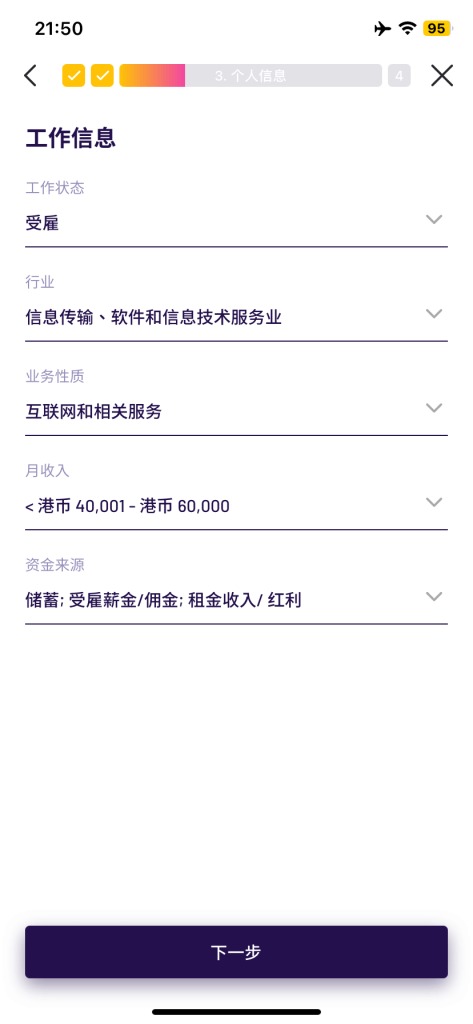 21:50
95
3. 个人信息
4
工作信息
工作状态
受雇
行业
信息传输、软件和信息技术服务业
业务性质
互联网和相关服务
月收入
< 港币 40,001 - 港币 60,000
资金来源
储蓄; 受雇薪金/佣金; 租金收入/ 红利
下一步